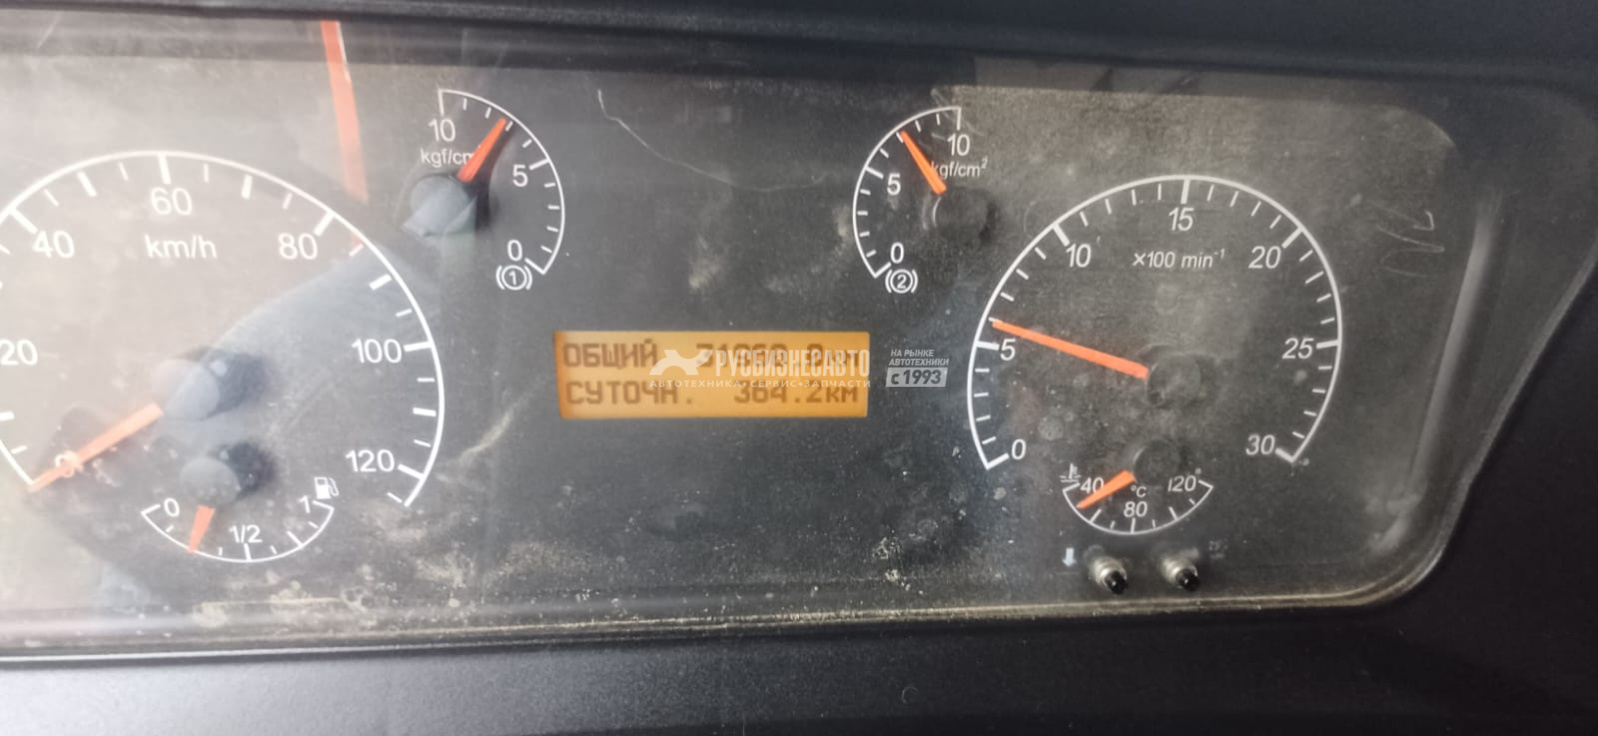 10
kgf/cm
5
0
(1)
10
kgf/cm²
5
0
(2)
20
40
60
80
100
120
km/h
0
1/2
1
0
5
10
15
20
25
30
×100 min⁻¹
40
80
120°
°C
ОБЩИЙ
СУТОЧН. 364.2км
РУСБИЗНЕСАВТО
АВТОТЕХНИКА•СЕРВИС•ЗАПЧАСТИ
НА РЫНКЕ
АВТОТЕХНИКИ
с 1993